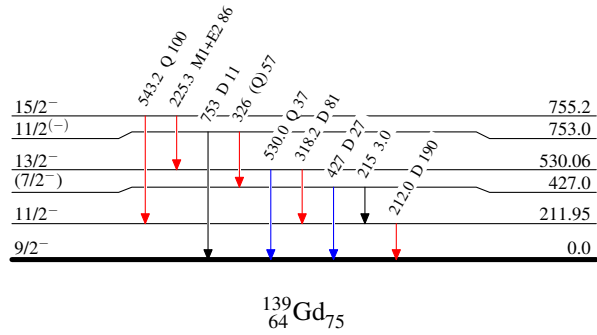 543.2 Q 100
225.3 M1+E2 86
753 D 11
326 (Q) 57
530.0 Q 37
318.2 D 81
427 D 27
215 3.0
212.0 D 190
15/2⁻ 755.2
11/2⁽⁻⁾ 753.0
13/2⁻ 530.06
(7/2⁻) 427.0
11/2⁻ 211.95
9/2⁻ 0.0
¹³⁹₆₄Gd₇₅